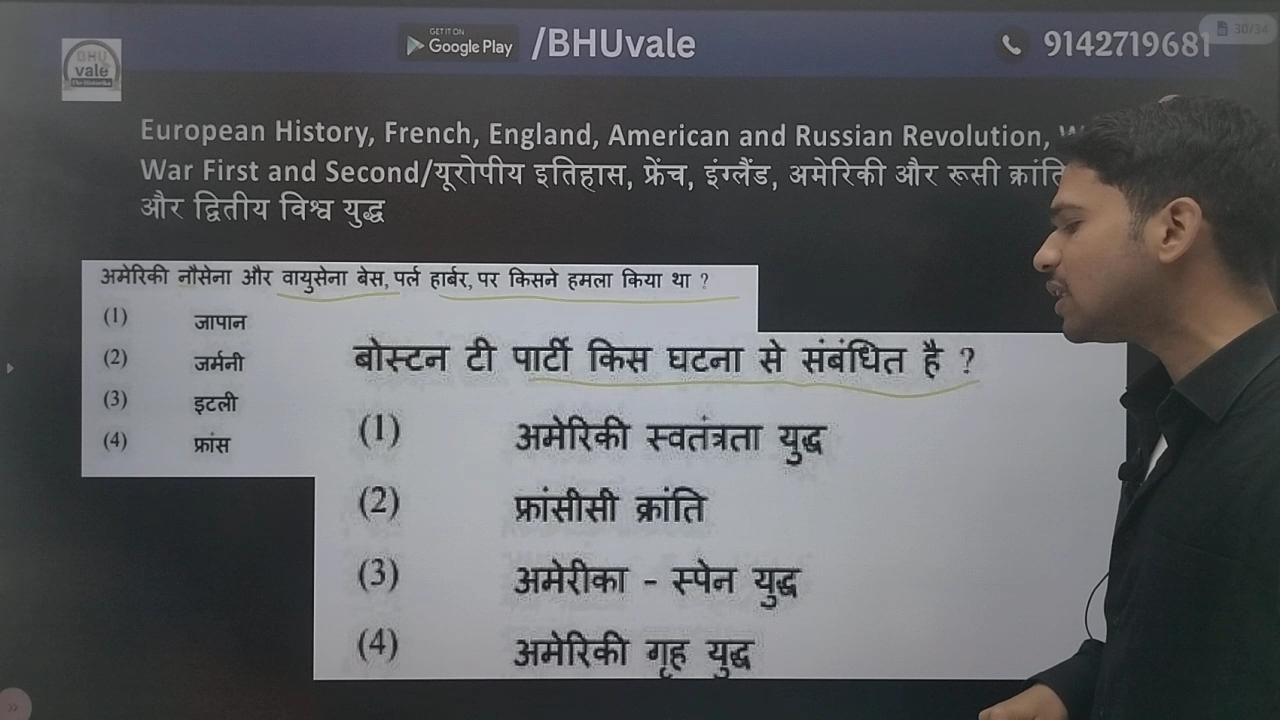 GET IT ON
Google Play
/BHUvale
9142719681
30/34
BHU
vale
European History, French, England, American and Russian Revolution,
War First and Second/यूरोपीय इतिहास, फ्रेंच, इंग्लैंड, अमेरिकी और रूसी क्रांति
और द्वितीय विश्व युद्ध
अमेरिकी नौसेना और वायुसेना बेस, पर्ल हार्बर, पर किसने हमला किया था ?
(1) जापान
(2) जर्मनी
(3) इटली
(4) फ्रांस
बोस्टन टी पार्टी किस घटना से संबंधित है ?
(1) अमेरिकी स्वतंत्रता युद्ध
(2) फ्रांसीसी क्रांति
(3) अमेरीका - स्पेन युद्ध
(4) अमेरिकी गृह युद्ध